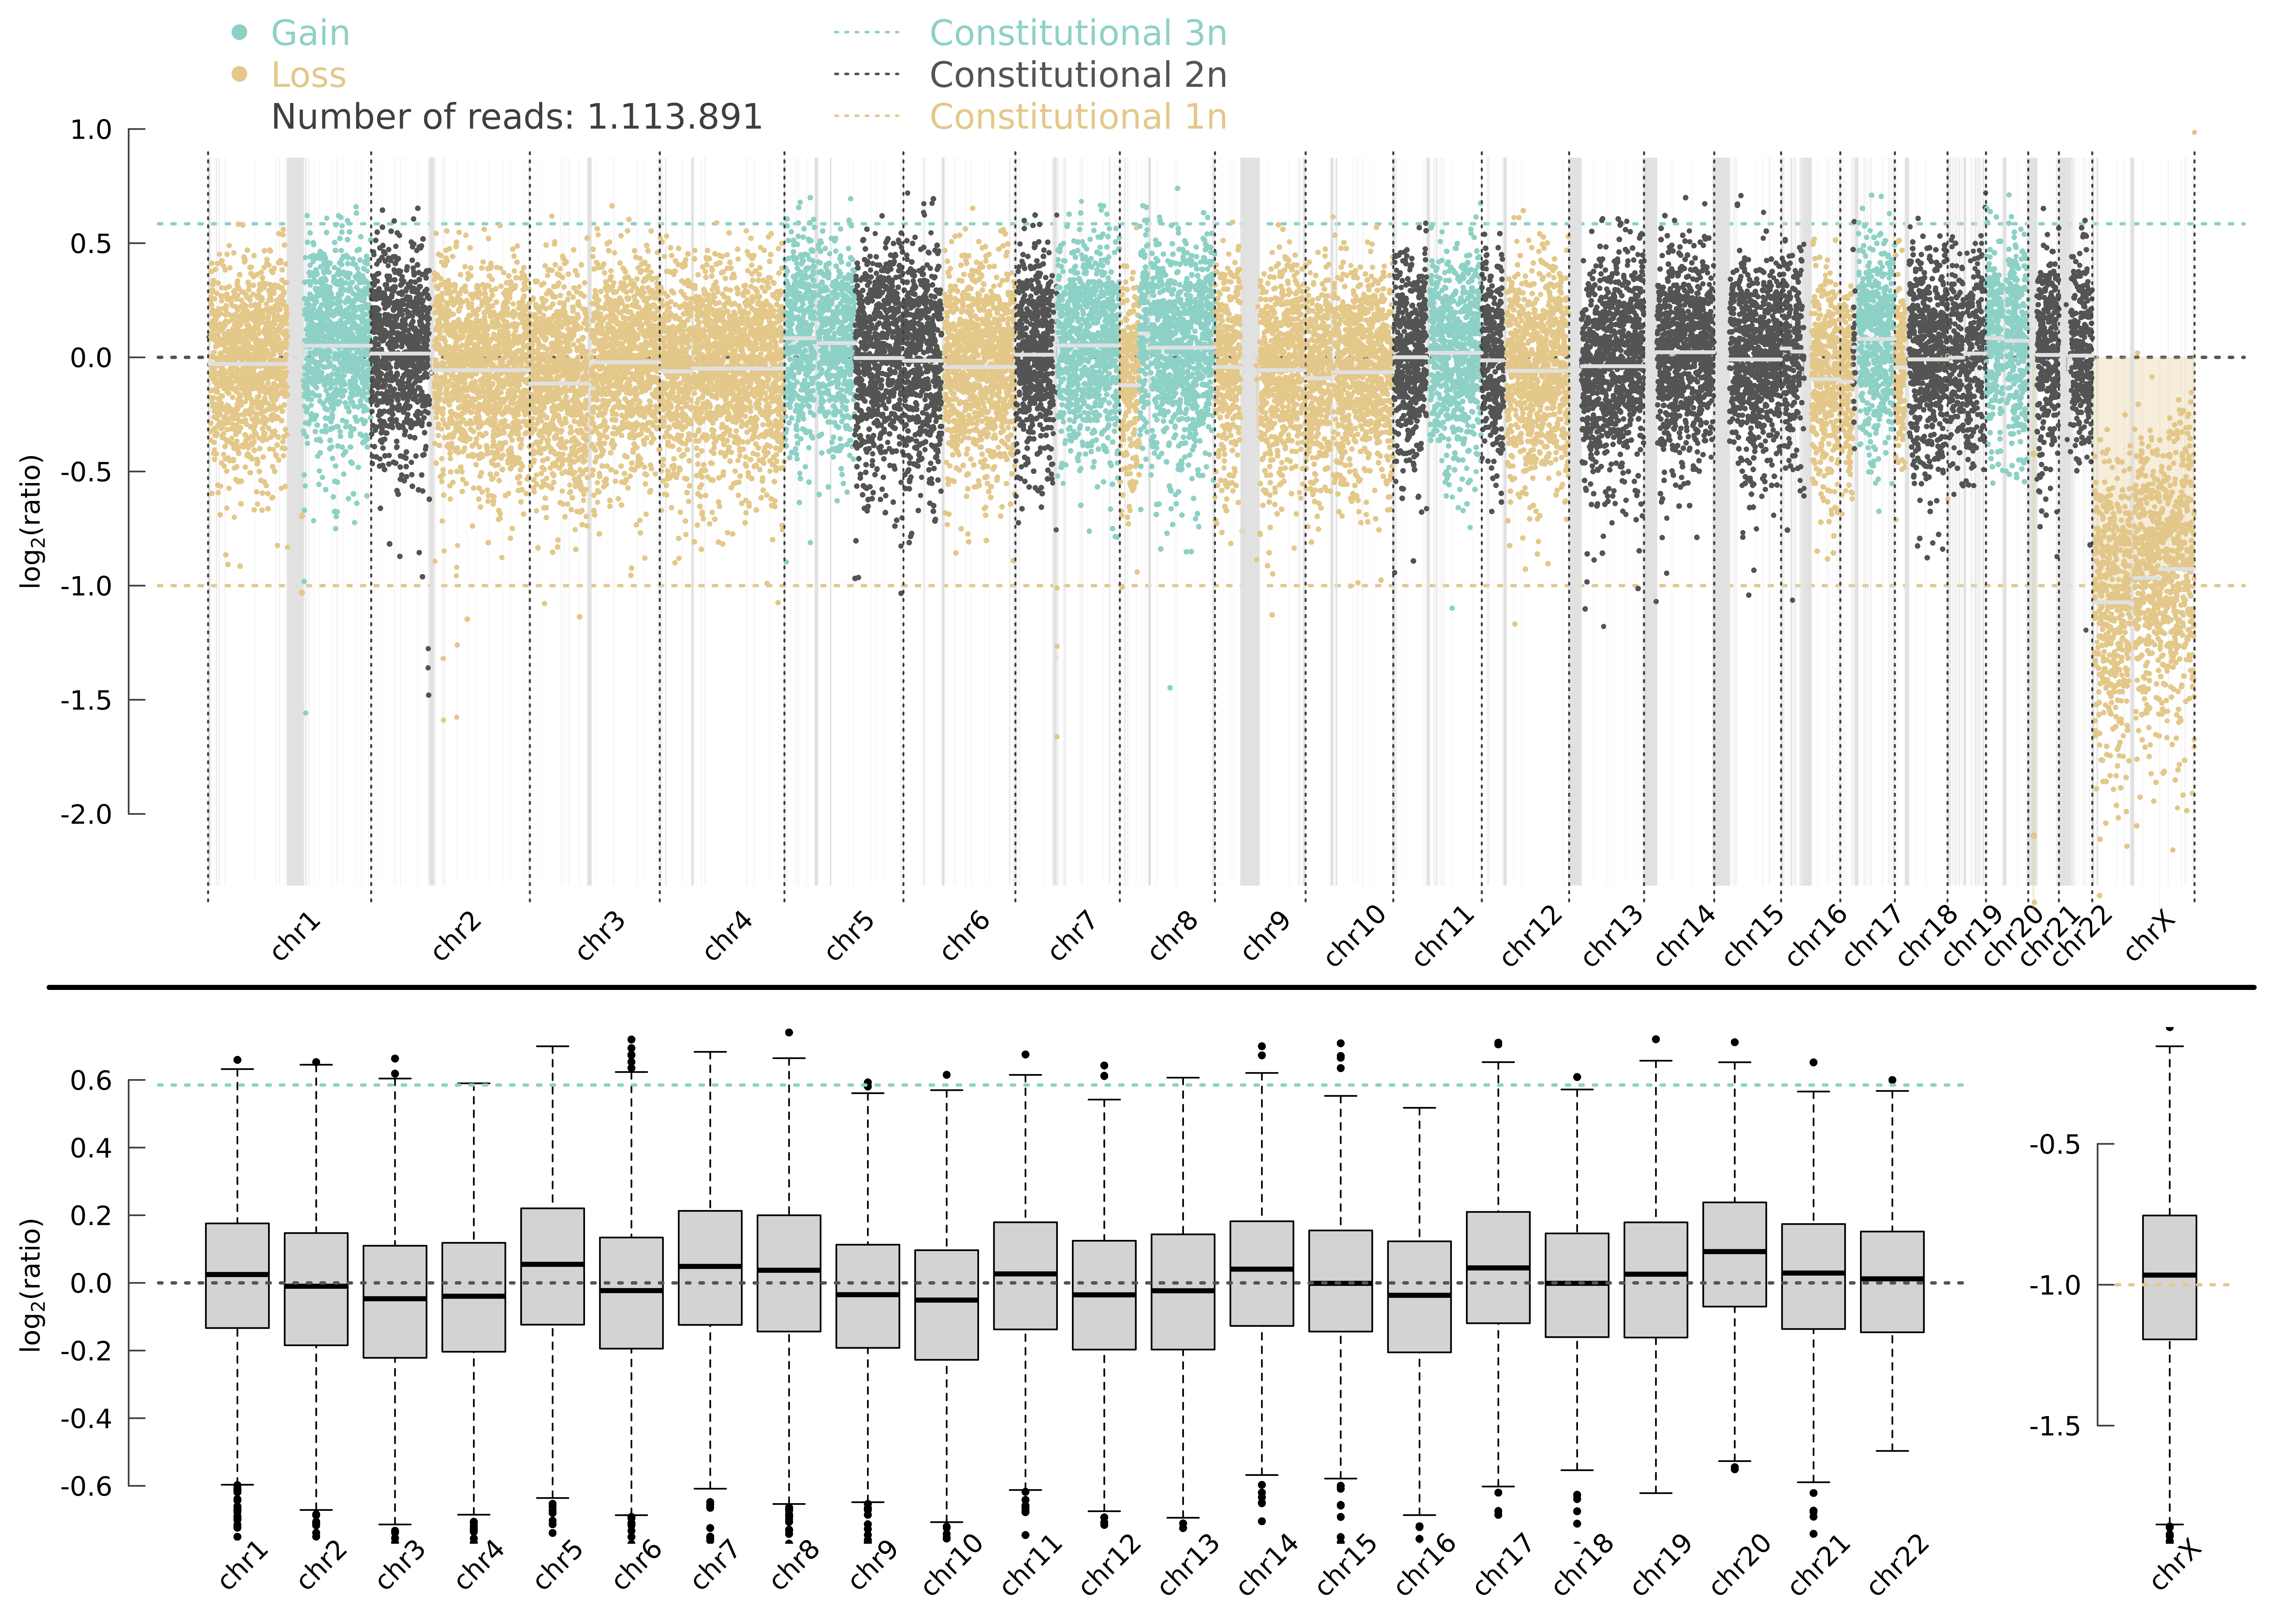 Gain
Loss
Number of reads: 1.113.891
Constitutional 3n
Constitutional 2n
Constitutional 1n
log2(ratio)
1.0
0.5
0.0
-0.5
-1.0
-1.5
-2.0
chr1 chr2 chr3 chr4 chr5 chr6 chr7 chr8 chr9 chr10 chr11 chr12 chr13 chr14 chr15 chr16 chr17 chr18 chr19 chr20 chr21 chr22 chrX
log2(ratio)
0.6
0.4
0.2
0.0
-0.2
-0.4
-0.6
-0.5
-1.0
-1.5
chr1 chr2 chr3 chr4 chr5 chr6 chr7 chr8 chr9 chr10 chr11 chr12 chr13 chr14 chr15 chr16 chr17 chr18 chr19 chr20 chr21 chr22 chrX